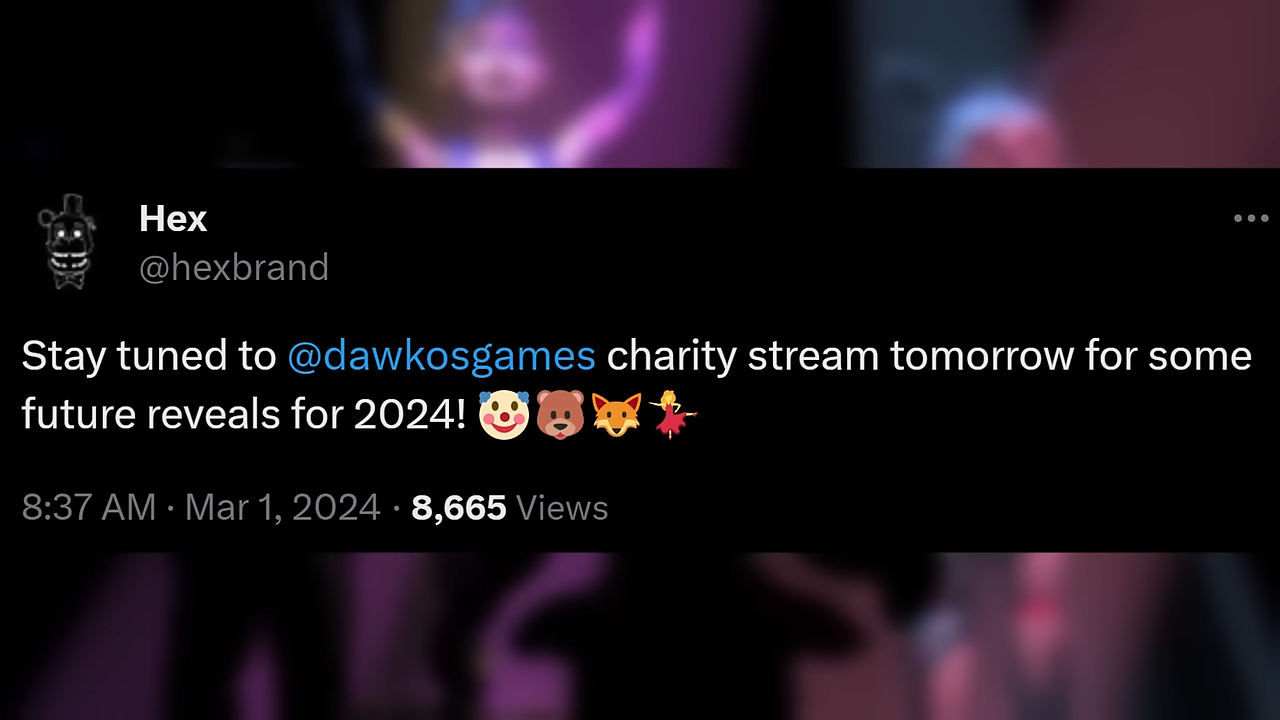 Hex
@hexbrand
Stay tuned to @dawkosgames charity stream tomorrow for some
future reveals for 2024! 🤡🐻🦊💃
8:37 AM · Mar 1, 2024 · 8,665 Views